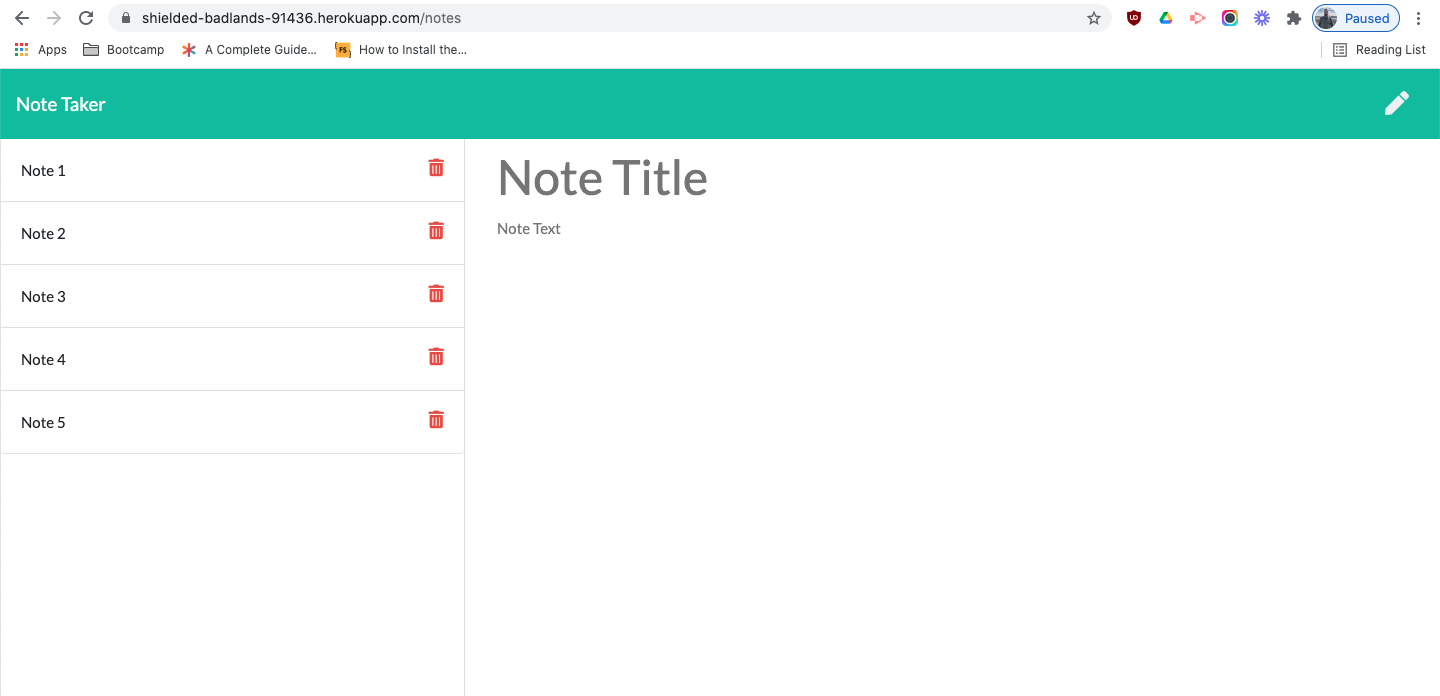 shielded-badlands-91436.herokuapp.com/notes
Paused
Apps
Bootcamp
A Complete Guide...
FS
How to Install the...
Reading List
Note Taker
Note 1
Note 2
Note 3
Note 4
Note 5
Note Title
Note Text